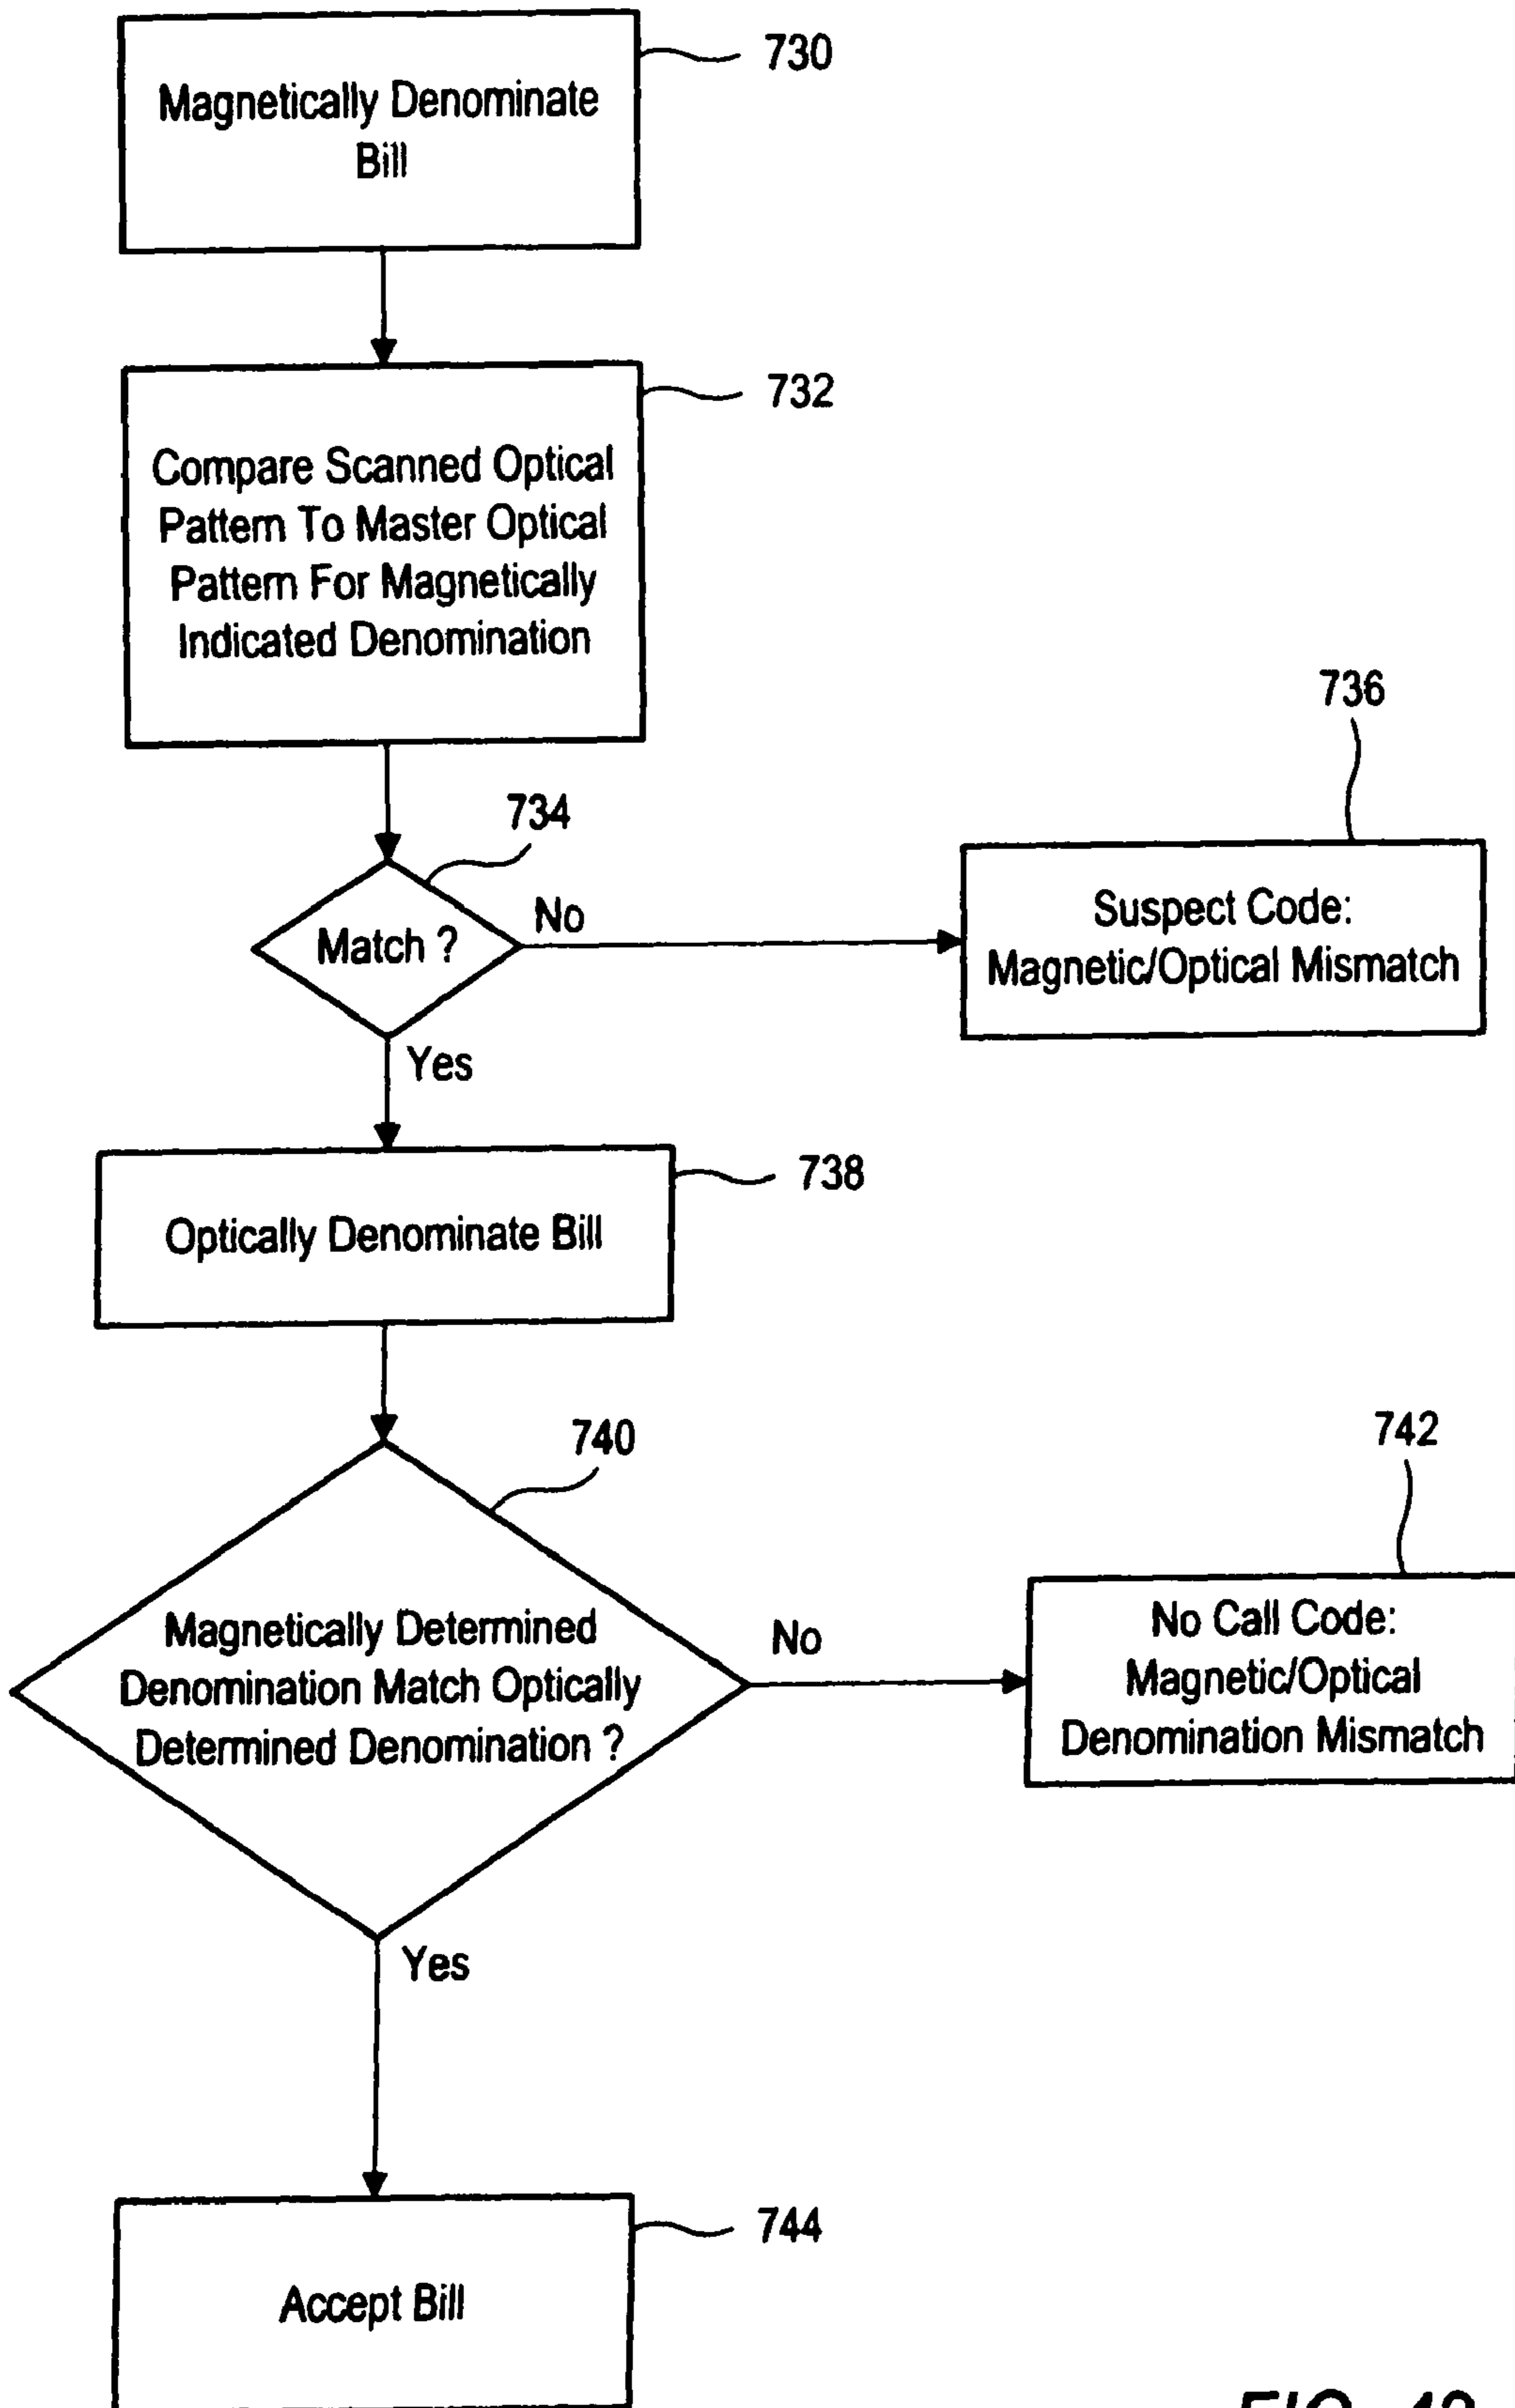 730
Magnetically Denominate
Bill
732
Compare Scanned Optical
Pattern To Master Optical
Pattern For Magnetically
Indicated Denomination
734
Match ?
No
736
Suspect Code:
Magnetic/Optical Mismatch
Yes
738
Optically Denominate Bill
740
Magnetically Determined
Denomination Match Optically
Determined Denomination ?
No
742
No Call Code:
Magnetic/Optical
Denomination Mismatch
Yes
744
Accept Bill